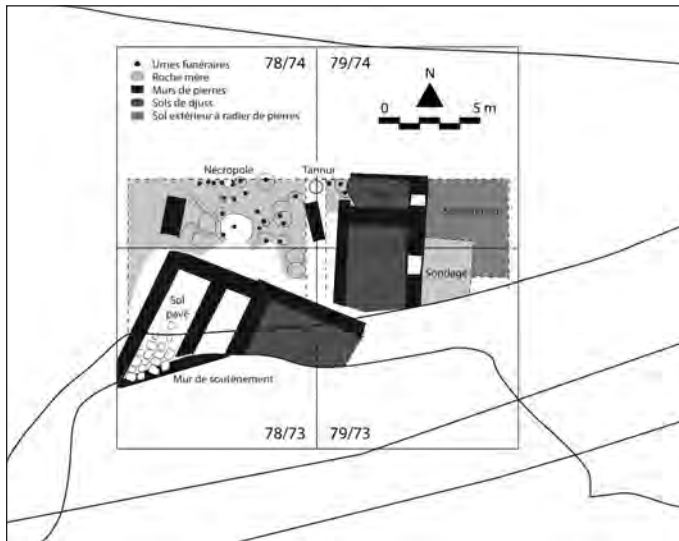 78/74
79/74
Urnes funéraires
Roche mère
Murs de pierres
Sols de djuss
Sol extérieur à radier de pierres
N
0 5 m
Nécropole
Tannur
Sondage
Sol
pavé
Mur de soutènement
78/73
79/73